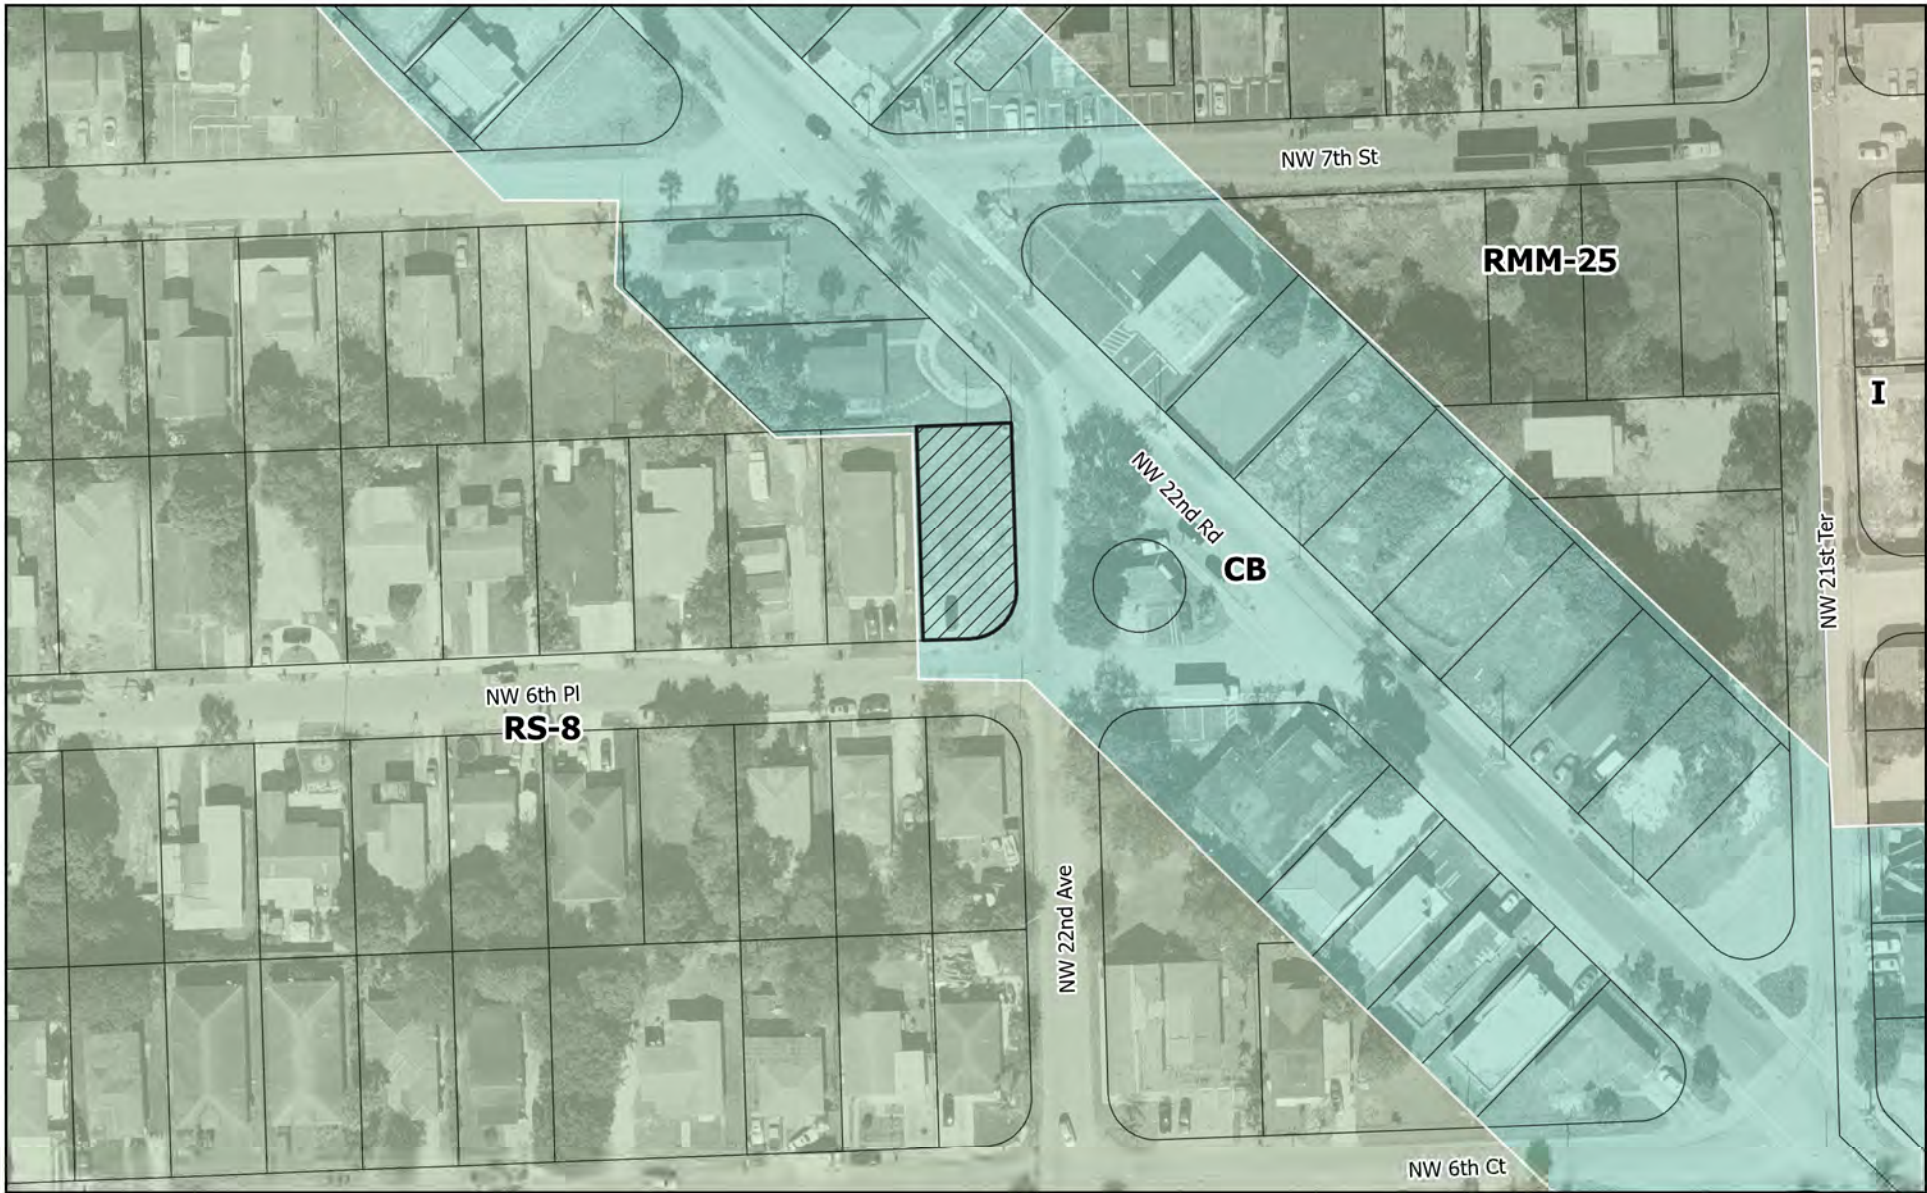 NW 7th St
RMM-25
I
NW 22nd Rd
CB
NW 21st Ter
NW 6th Pl
RS-8
NW 22nd Ave
NW 6th Ct